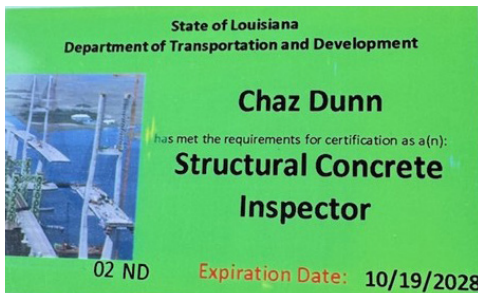 State of Louisiana
Department of Transportation and Development
Chaz Dunn
has met the requirements for certification as a(n):
Structural Concrete
Inspector
02 ND
Expiration Date: 10/19/2028